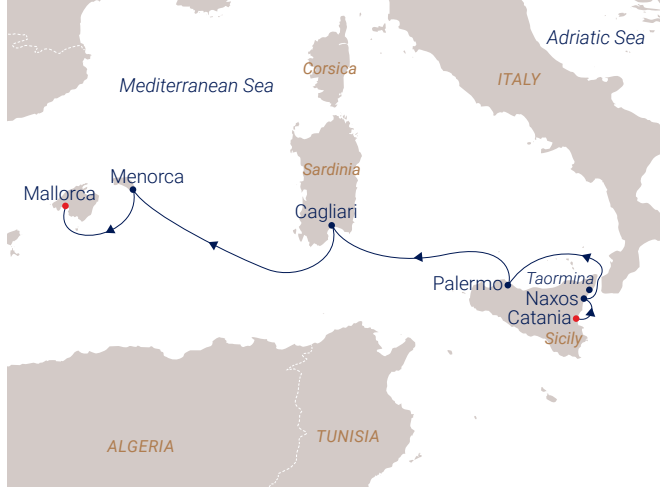 Adriatic Sea
Corsica
ITALY
Mediterranean Sea
Sardinia
Menorca
Mallorca
Cagliari
Taormina
Palermo
Naxos
Catania
Sicily
TUNISIA
ALGERIA